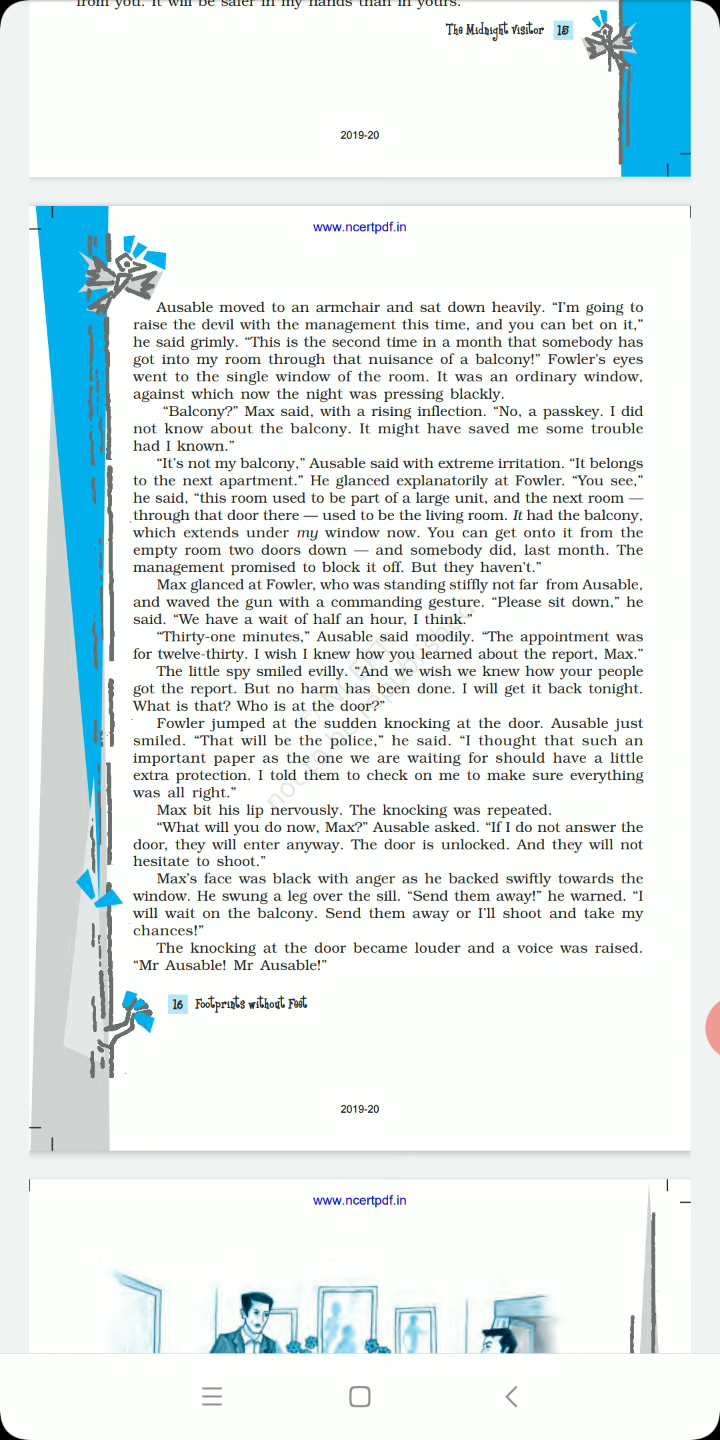 from you. It will be safer in my hands than in yours.
The Midnight Visitor 15
2019-20
www.ncertpdf.in
Ausable moved to an armchair and sat down heavily. “I’m going to
raise the devil with the management this time, and you can bet on it,”
he said grimly. “This is the second time in a month that somebody has
got into my room through that nuisance of a balcony!” Fowler’s eyes
went to the single window of the room. It was an ordinary window,
against which now the night was pressing blackly.
“Balcony?” Max said, with a rising inflection. “No, a passkey. I did
not know about the balcony. It might have saved me some trouble
had I known.”
“It’s not my balcony,” Ausable said with extreme irritation. “It belongs
to the next apartment.” He glanced explanatorily at Fowler. “You see,”
he said, “this room used to be part of a large unit, and the next room —
through that door there — used to be the living room. It had the balcony,
which extends under my window now. You can get onto it from the
empty room two doors down — and somebody did, last month. The
management promised to block it off. But they haven’t.”
Max glanced at Fowler, who was standing stiffly not far from Ausable,
and waved the gun with a commanding gesture. “Please sit down,” he
said. “We have a wait of half an hour, I think.”
“Thirty-one minutes,” Ausable said moodily. “The appointment was
for twelve-thirty. I wish I knew how you learned about the report, Max.”
The little spy smiled evilly. “And we wish we knew how your people
got the report. But no harm has been done. I will get it back tonight.
What is that? Who is at the door?”
Fowler jumped at the sudden knocking at the door. Ausable just
smiled. “That will be the police,” he said. “I thought that such an
important paper as the one we are waiting for should have a little
extra protection. I told them to check on me to make sure everything
was all right.”
Max bit his lip nervously. The knocking was repeated.
“What will you do now, Max?” Ausable asked. “If I do not answer the
door, they will enter anyway. The door is unlocked. And they will not
hesitate to shoot.”
Max’s face was black with anger as he backed swiftly towards the
window. He swung a leg over the sill. “Send them away!” he warned. “I
will wait on the balcony. Send them away or I’ll shoot and take my
chances!”
The knocking at the door became louder and a voice was raised.
“Mr Ausable! Mr Ausable!”
16 Footprints without Feet
2019-20
www.ncertpdf.in